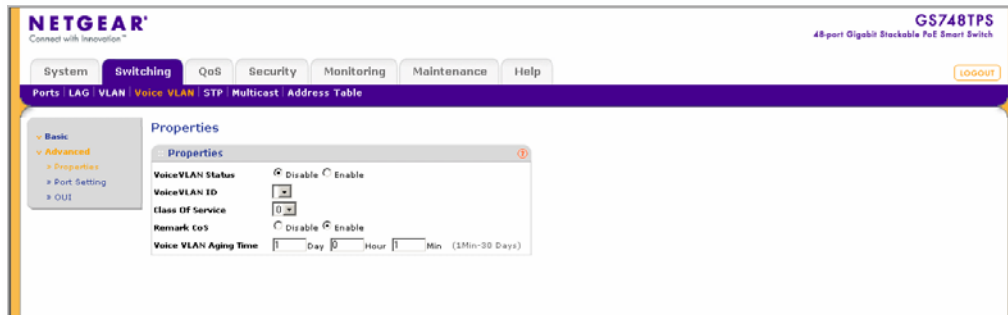 NETGEAR®
Connect with Innovation™
GS748TPS
48-port Gigabit Stackable PoE Smart Switch
System Switching QoS Security Monitoring Maintenance Help
LOGOUT
Ports LAG VLAN Voice VLAN STP Multicast Address Table
Basic
Advanced
» Properties
» Port Setting
» OUI
Properties
Properties ?
VoiceVLAN Status Disable Enable
VoiceVLAN ID
Class Of Service 0
Remark CoS Disable Enable
Voice VLAN Aging Time 1 Day 0 Hour 1 Min (1Min-30 Days)